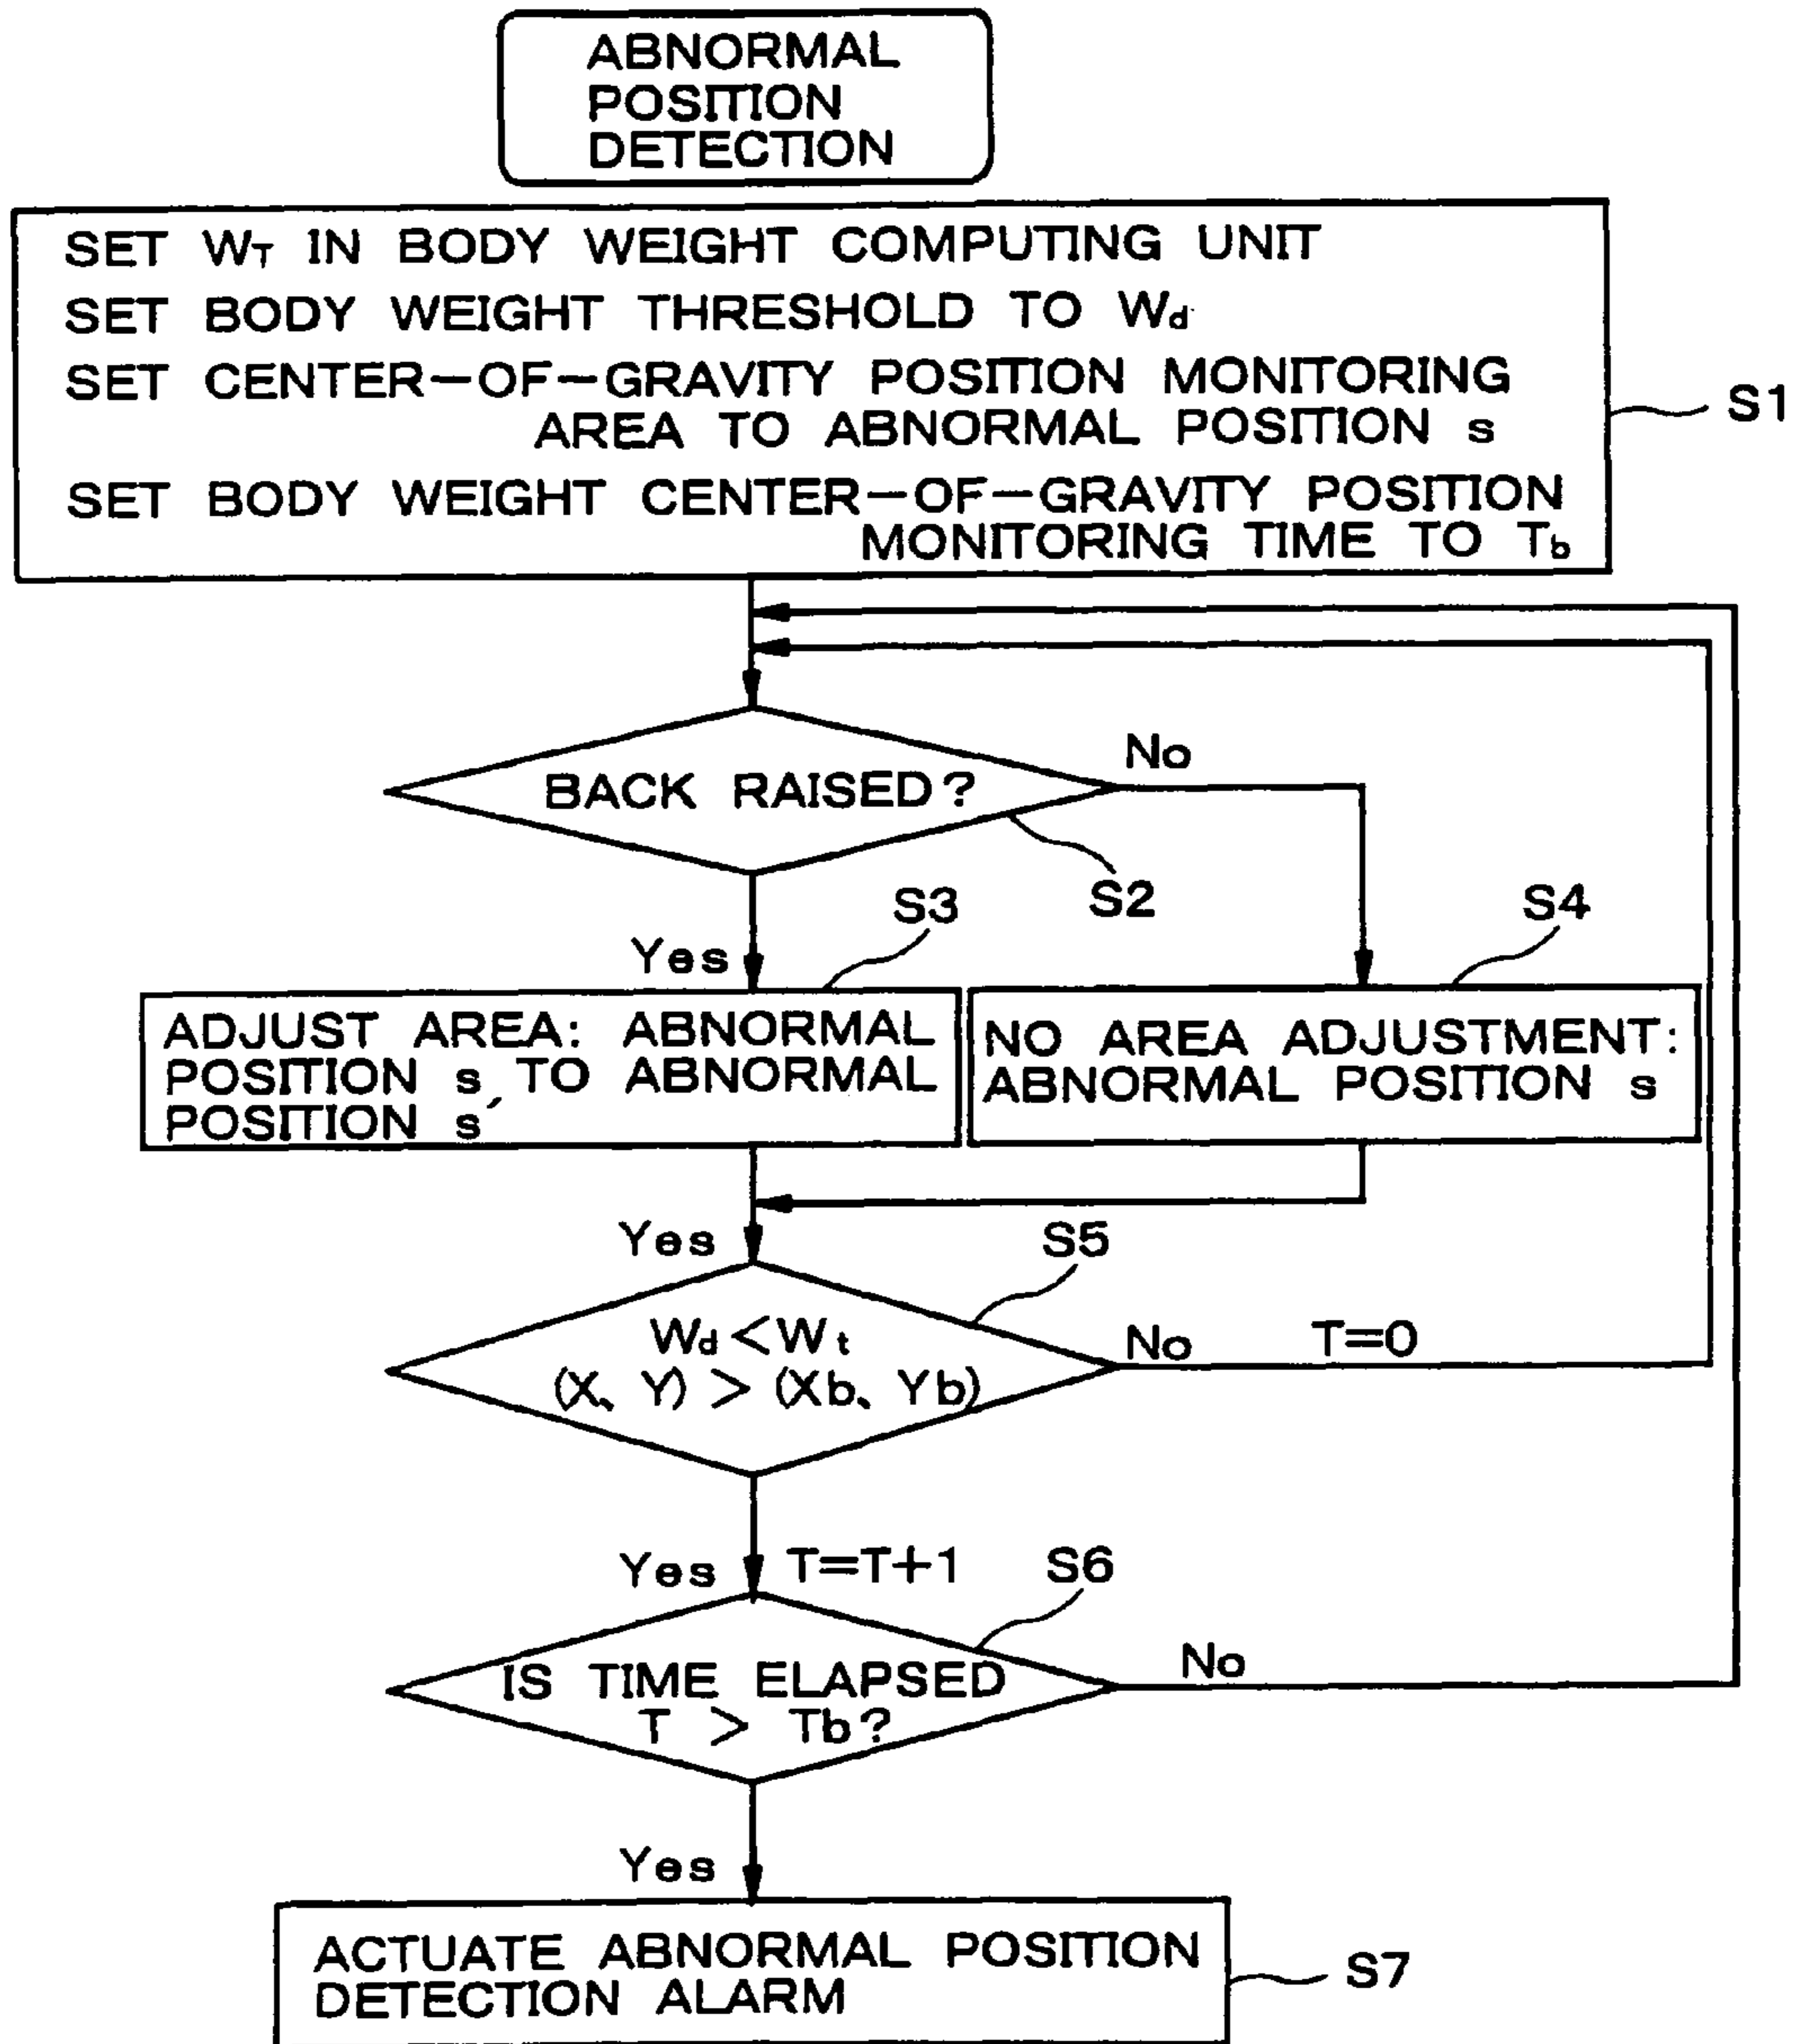 ABNORMAL
POSITION
DETECTION
SET WT IN BODY WEIGHT COMPUTING UNIT
SET BODY WEIGHT THRESHOLD TO Wd
SET CENTER-OF-GRAVITY POSITION MONITORING
AREA TO ABNORMAL POSITION s
SET BODY WEIGHT CENTER-OF-GRAVITY POSITION
MONITORING TIME TO Tb
S1
BACK RAISED?
No
S2
Yes
S3
S4
ADJUST AREA: ABNORMAL
POSITION s TO ABNORMAL
POSITION s′
NO AREA ADJUSTMENT:
ABNORMAL POSITION s
Yes
S5
Wd<Wt
(X、Y) > (Xb、Yb)
No
T=0
Yes
T=T+1
S6
IS TIME ELAPSED
T > Tb?
No
Yes
ACTUATE ABNORMAL POSITION
DETECTION ALARM
S7